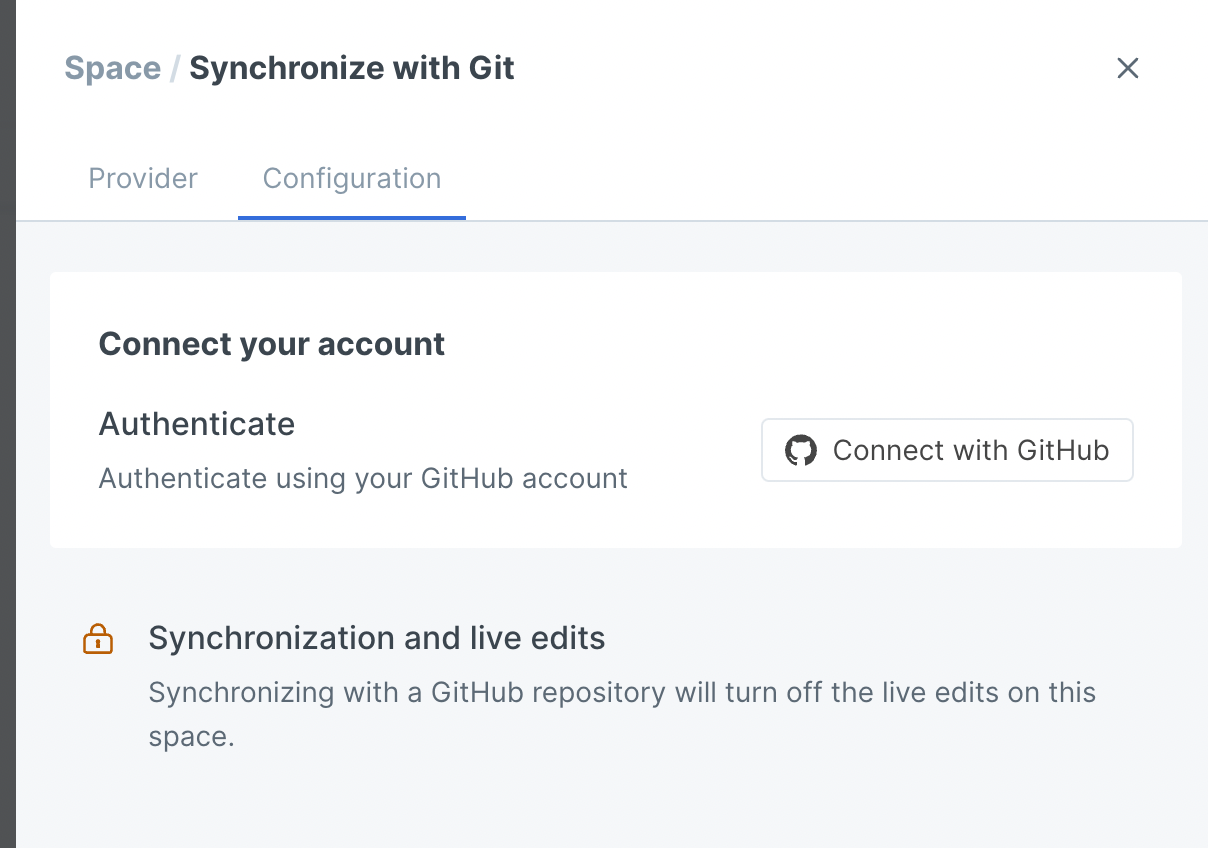 Space / Synchronize with Git
Provider
Configuration
Connect your account
Authenticate
Authenticate using your GitHub account
Connect with GitHub
Synchronization and live edits
Synchronizing with a GitHub repository will turn off the live edits on this
space.